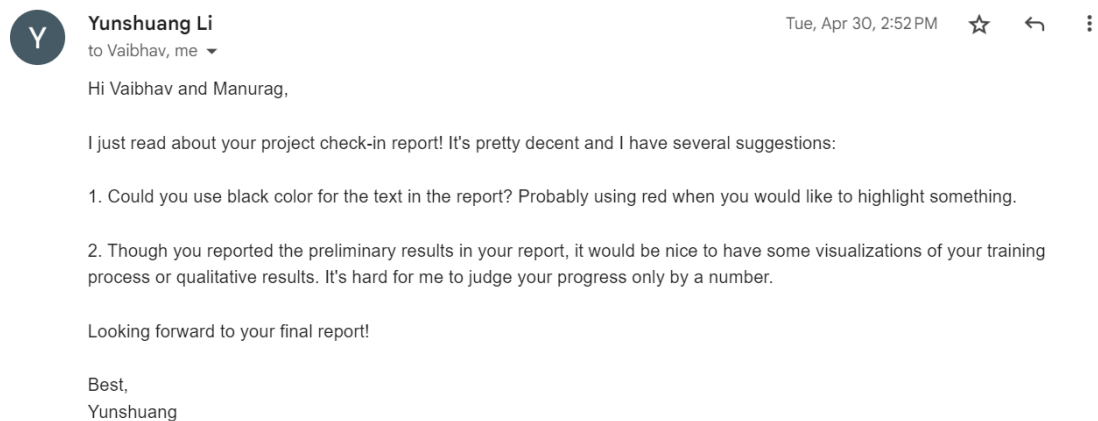 Y
Yunshuang Li
Tue, Apr 30, 2:52 PM
to Vaibhav, me
Hi Vaibhav and Manurag,
I just read about your project check-in report! It's pretty decent and I have several suggestions:
1. Could you use black color for the text in the report? Probably using red when you would like to highlight something.
2. Though you reported the preliminary results in your report, it would be nice to have some visualizations of your training
process or qualitative results. It's hard for me to judge your progress only by a number.
Looking forward to your final report!
Best,
Yunshuang